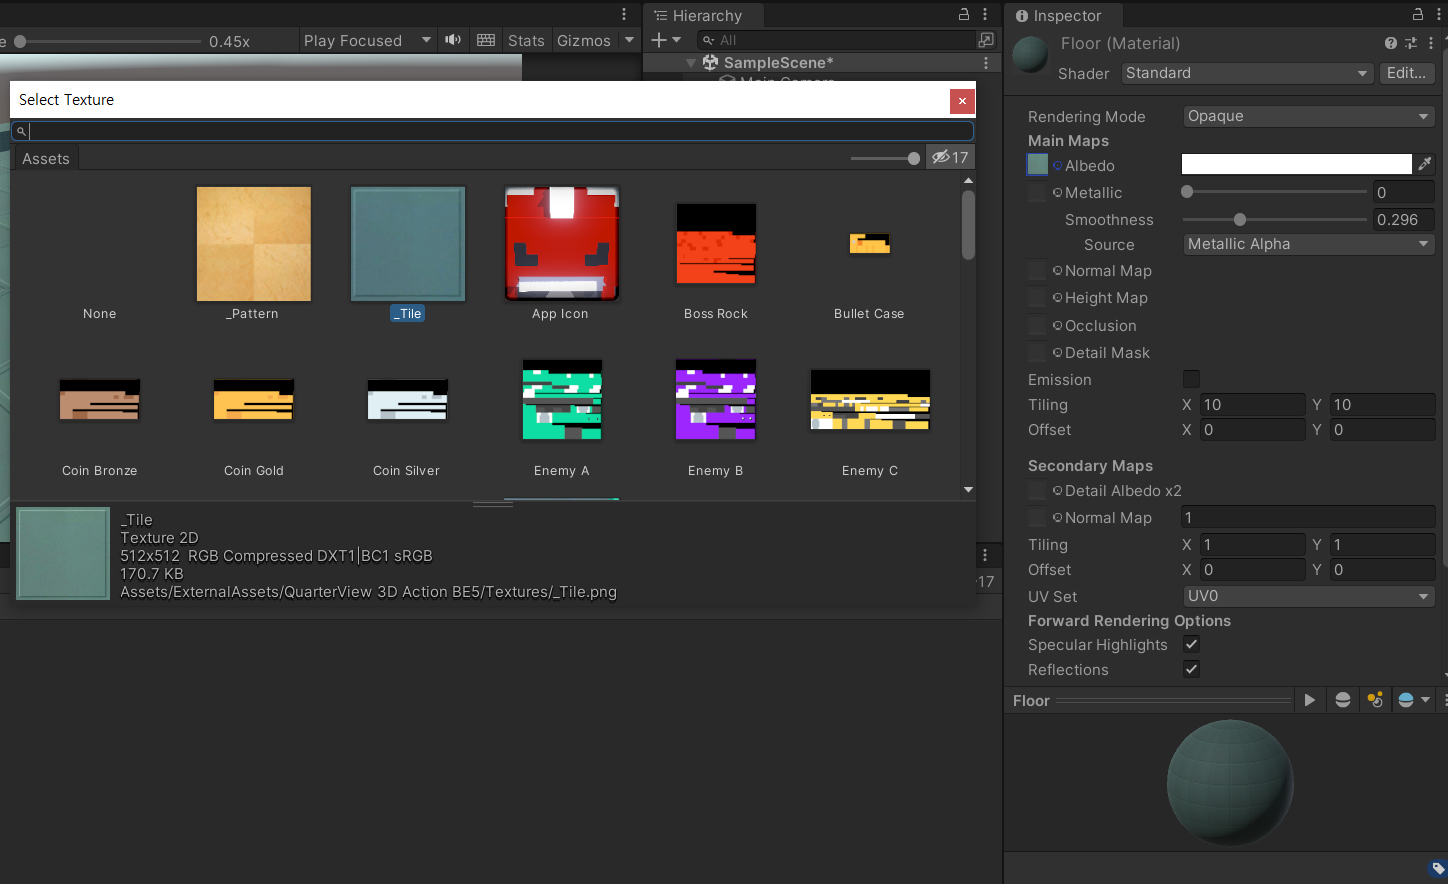 Hierarchy
Inspector
0.45x
Play Focused
Stats
Gizmos
All
Floor (Material)
Shader
Standard
Edit...
SampleScene*
Main Camera
Select Texture
Assets
17
Rendering Mode
Opaque
Main Maps
Albedo
Metallic
0
Smoothness
0.296
Source
Metallic Alpha
Normal Map
Height Map
Occlusion
Detail Mask
Emission
Tiling
X 10
Y 10
Offset
X 0
Y 0
Secondary Maps
Detail Albedo x2
Normal Map
1
Tiling
X 1
Y 1
Offset
X 0
Y 0
UV Set
UV0
Forward Rendering Options
Specular Highlights
Reflections
None
_Pattern
_Tile
App Icon
Boss Rock
Bullet Case
Coin Bronze
Coin Gold
Coin Silver
Enemy A
Enemy B
Enemy C
_Tile
Texture 2D
512x512 RGB Compressed DXT1|BC1 sRGB
170.7 KB
Assets/ExternalAssets/QuarterView 3D Action BE5/Textures/_Tile.png
17
Floor